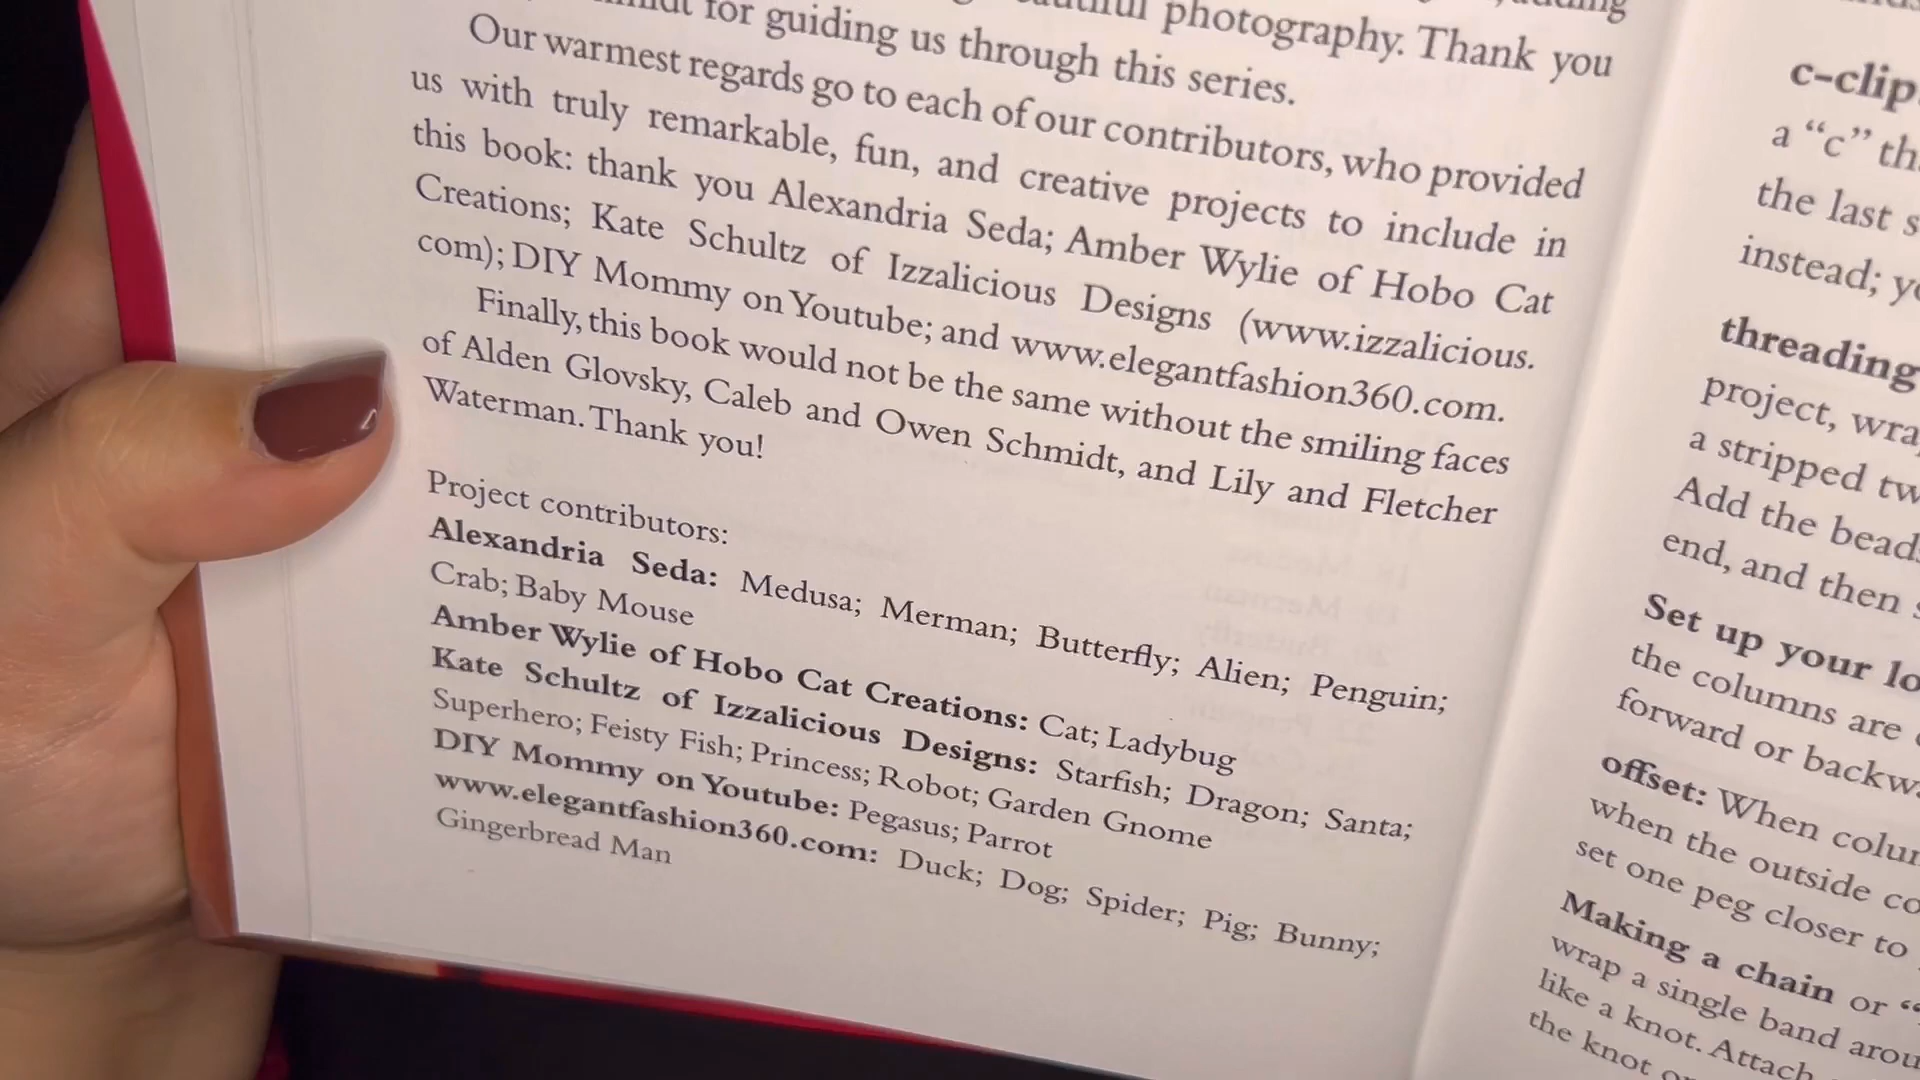 for guiding us through this series.
photography. Thank you
Our warmest regards go to each of our contributors, who provided
us with truly remarkable, fun, and creative projects to include in
this book: thank you Alexandria Seda; Amber Wylie of Hobo Cat
Creations; Kate Schultz of Izzalicious Designs (www.izzalicious.
com); DIY Mommy on Youtube; and www.elegantfashion360.com.
Finally, this book would not be the same without the smiling faces
of Alden Glovsky, Caleb and Owen Schmidt, and Lily and Fletcher
Waterman. Thank you!
Project contributors:
Alexandria Seda: Medusa; Merman; Butterfly; Alien; Penguin;
Crab; Baby Mouse
Amber Wylie of Hobo Cat Creations: Cat; Ladybug
Kate Schultz of Izzalicious Designs: Starfish; Dragon; Santa;
Superhero; Feisty Fish; Princess; Robot; Garden Gnome
DIY Mommy on Youtube: Pegasus; Parrot
www.elegantfashion360.com: Duck; Dog; Spider; Pig; Bunny;
Gingerbread Man
c-clip
a “c”
the last
instead;
threading
project,
a stripped
Add the
end, and then
Set up your
the columns are
forward or
offset: When
when the outside
set one peg closer to
Making a chain or
wrap a single band
like a knot. Attach
the knot